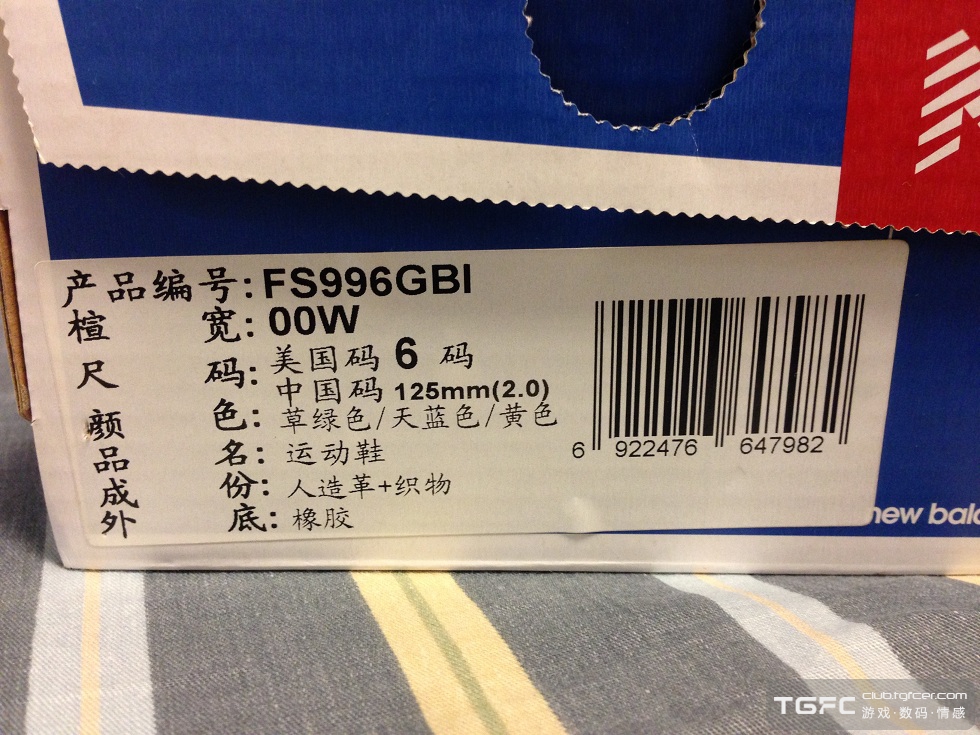 产品编号:FS996GBI
楦宽:00W
尺码:美国码 6 码
中国码 125mm(2.0)
颜色:草绿色/天蓝色/黄色
品名:运动鞋
成份:人造革+织物
外底:橡胶
6 922476 647982
new bala
TGFC club.tgfcer.com
游戏·数码·情感